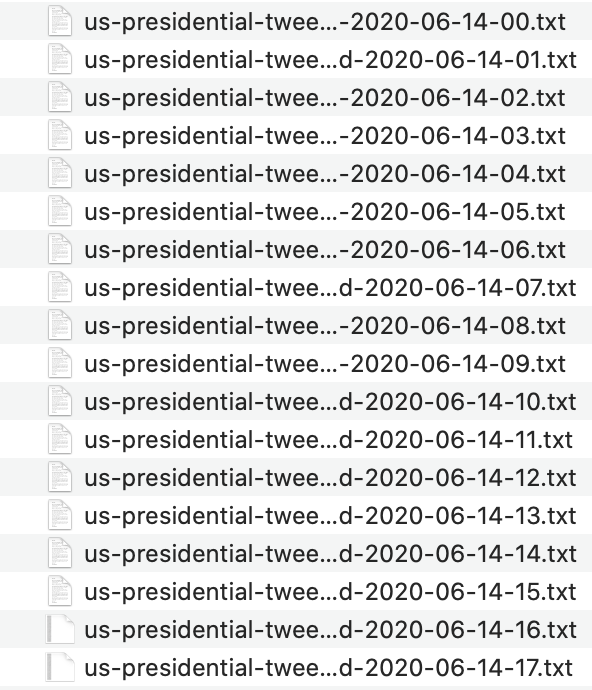 us-presidential-twee...-2020-06-14-00.txt
us-presidential-twee...d-2020-06-14-01.txt
us-presidential-twee...-2020-06-14-02.txt
us-presidential-twee...-2020-06-14-03.txt
us-presidential-twee...-2020-06-14-04.txt
us-presidential-twee...-2020-06-14-05.txt
us-presidential-twee...-2020-06-14-06.txt
us-presidential-twee...d-2020-06-14-07.txt
us-presidential-twee...-2020-06-14-08.txt
us-presidential-twee...-2020-06-14-09.txt
us-presidential-twee...d-2020-06-14-10.txt
us-presidential-twee...d-2020-06-14-11.txt
us-presidential-twee...d-2020-06-14-12.txt
us-presidential-twee...d-2020-06-14-13.txt
us-presidential-twee...d-2020-06-14-14.txt
us-presidential-twee...d-2020-06-14-15.txt
us-presidential-twee...d-2020-06-14-16.txt
us-presidential-twee...d-2020-06-14-17.txt